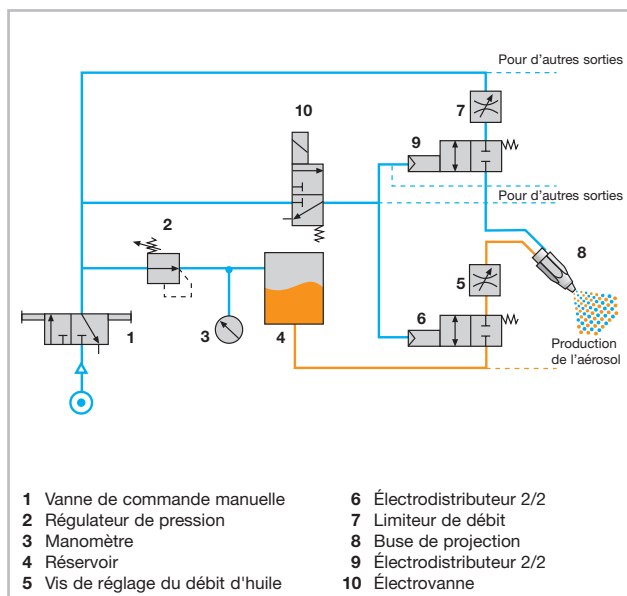 Pour d'autres sorties
10
7
9
Pour d'autres sorties
2
8
5
6
1
3
4
Production
de l'aérosol
1 Vanne de commande manuelle
2 Régulateur de pression
3 Manomètre
4 Réservoir
5 Vis de réglage du débit d'huile
6 Électrodistributeur 2/2
7 Limiteur de débit
8 Buse de projection
9 Électrodistributeur 2/2
10 Électrovanne